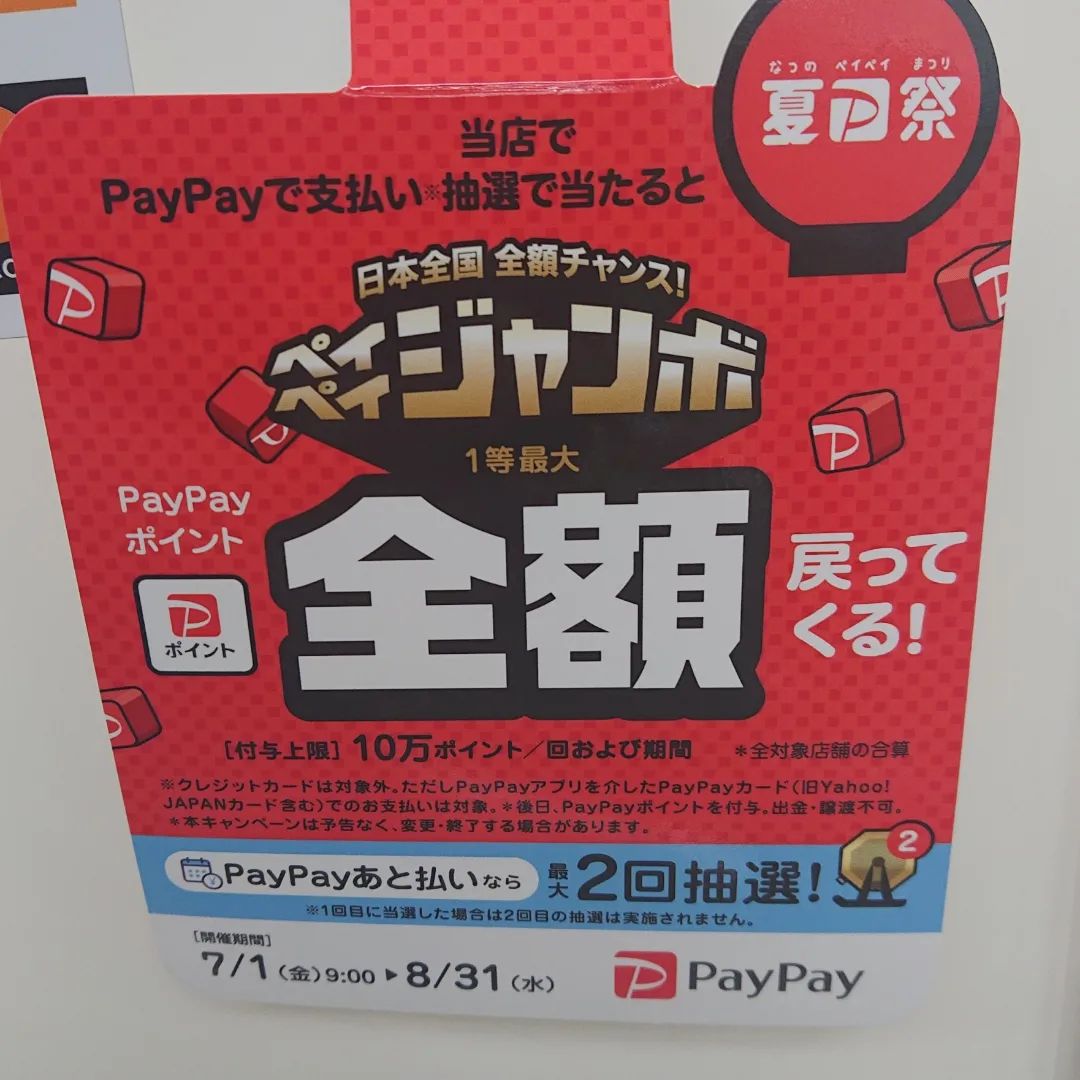 なつの ペイペイ まつり
夏祭
当店で
PayPayで支払い※抽選で当たると
日本全国 全額チャンス!
ペイペイジャンボ
1等最大
PayPay
ポイント
全額
戻って
くる!
ポイント
[付与上限] 10万ポイント/回および期間 *全対象店舗の合算
※クレジットカードは対象外。ただしPayPayアプリを介したPayPayカード(旧Yahoo!
JAPANカード含む)でのお支払いは対象。*後日、PayPayポイントを付与。出金・譲渡不可。
*本キャンペーンは予告なく、変更・終了する場合があります。
PayPayあと払いなら 最大2回抽選! 2
※1回目に当選した場合は2回目の抽選は実施されません。
[開催期間]
7/1(金)9:00▶8/31(水)
PayPay